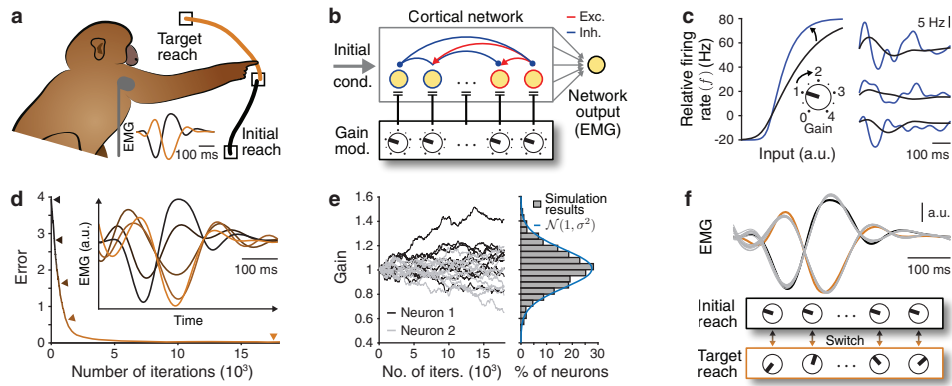 a
Target
reach
EMG
100 ms
Initial
reach
b
Cortical network
Exc.
Inh.
Initial
cond.
...
Network
output
(EMG)
Gain
mod.
...
c
Relative firing
rate (f) (Hz)
80
60
40
20
0
-20
Input (a.u.)
0
1
2
3
4
Gain
5 Hz
100 ms
d
Error
4
3
2
1
0
EMG (a.u.)
Time
100 ms
0
5
10
15
Number of iterations (10³)
e
Gain
1.6
1.4
1.2
1
0.8
0.6
0.4
Neuron 1
Neuron 2
0
5
10
15
No. of iters. (10³)
Simulation
results
𝒩(1, σ²)
0
10
20
30
% of neurons
f
EMG
a.u.
100 ms
Initial
reach
...
Switch
Target
reach
...